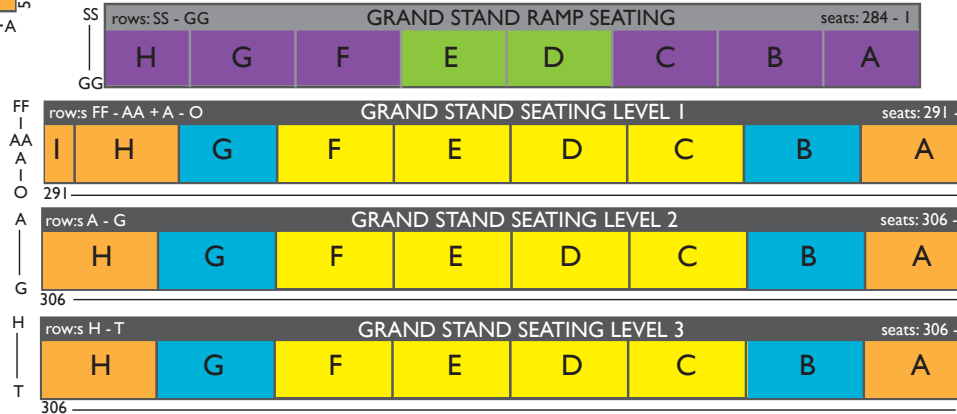 5
-A
SS
rows: SS - GG GRAND STAND RAMP SEATING seats: 284 - 1
H G F E D C B A
GG
FF
row:s FF - AA + A - O GRAND STAND SEATING LEVEL 1 seats: 291 -
AA
A
I H G F E D C B A
O
291
A
row:s A - G GRAND STAND SEATING LEVEL 2 seats: 306 -
H G F E D C B A
G
306
H
row:s H - T GRAND STAND SEATING LEVEL 3 seats: 306 -
H G F E D C B A
T
306